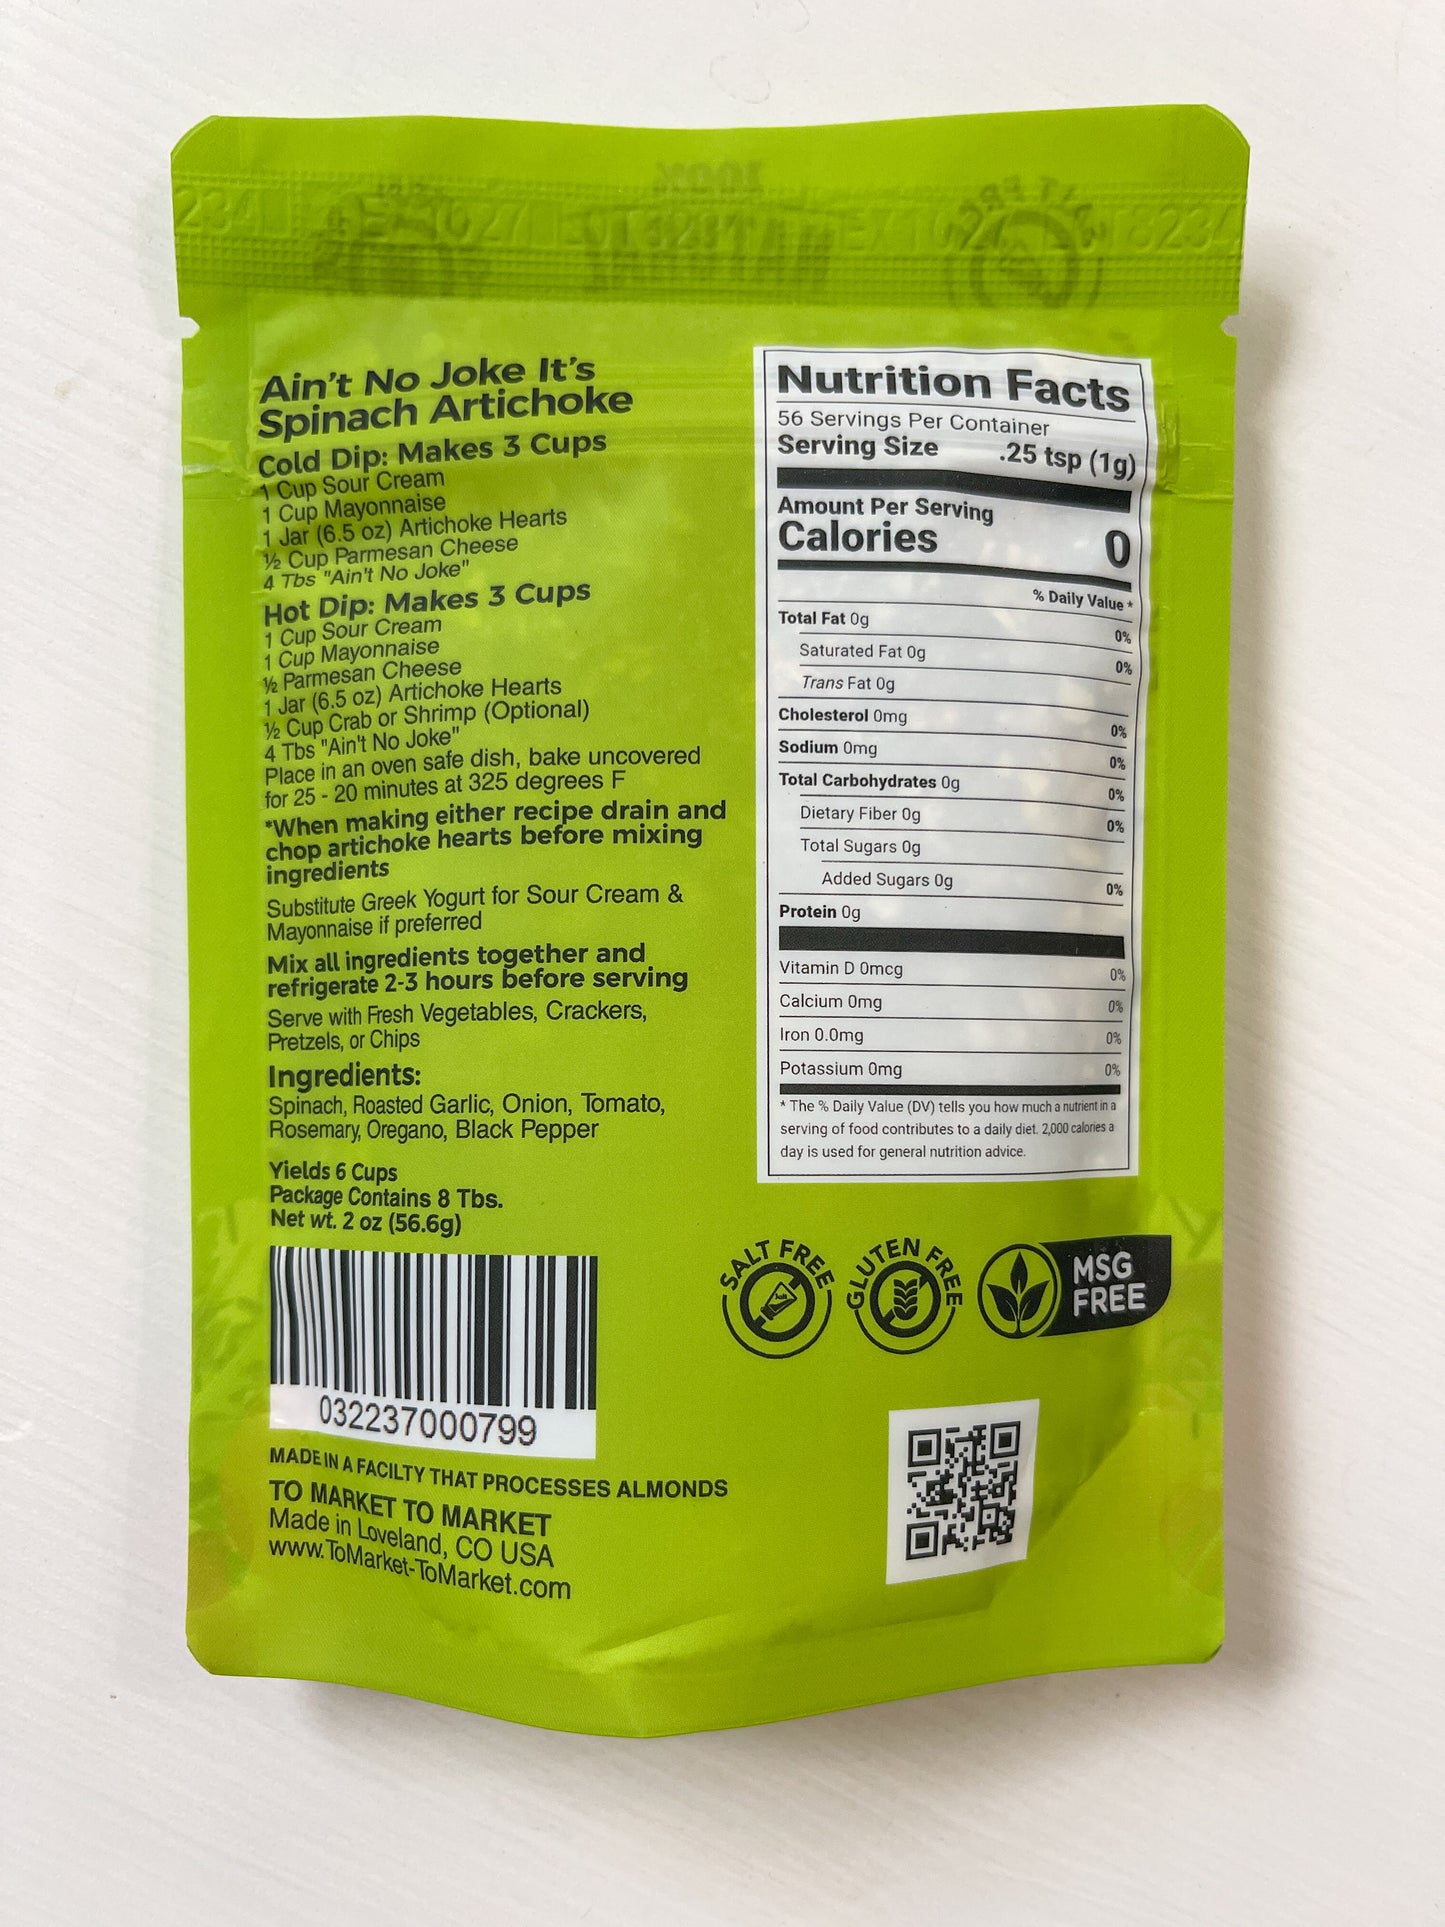 Ain't No Joke It's
Spinach Artichoke
Cold Dip: Makes 3 Cups
1 Cup Sour Cream
1 Cup Mayonnaise
1 Jar (6.5 oz) Artichoke Hearts
½ Cup Parmesan Cheese
4 Tbs "Ain't No Joke"
Hot Dip: Makes 3 Cups
1 Cup Sour Cream
1 Cup Mayonnaise
½ Parmesan Cheese
1 Jar (6.5 oz) Artichoke Hearts
½ Cup Crab or Shrimp (Optional)
4 Tbs "Ain't No Joke"
Place in an oven safe dish, bake uncovered
for 25 - 20 minutes at 325 degrees F
*When making either recipe drain and
chop artichoke hearts before mixing
ingredients
Substitute Greek Yogurt for Sour Cream &
Mayonnaise if preferred
Mix all ingredients together and
refrigerate 2-3 hours before serving
Serve with Fresh Vegetables, Crackers,
Pretzels, or Chips
Ingredients:
Spinach, Roasted Garlic, Onion, Tomato,
Rosemary, Oregano, Black Pepper
Yields 6 Cups
Package Contains 8 Tbs.
Net wt. 2 oz (56.6g)
032237000799
MADE IN A FACILTY THAT PROCESSES ALMONDS
TO MARKET TO MARKET
Made in Loveland, CO USA
www.ToMarket-ToMarket.com
Nutrition Facts
56 Servings Per Container
Serving Size .25 tsp (1g)
Amount Per Serving
Calories 0
% Daily Value *
Total Fat 0g 0%
Saturated Fat 0g 0%
Trans Fat 0g
Cholesterol 0mg 0%
Sodium 0mg 0%
Total Carbohydrates 0g 0%
Dietary Fiber 0g 0%
Total Sugars 0g
Added Sugars 0g 0%
Protein 0g
Vitamin D 0mcg 0%
Calcium 0mg 0%
Iron 0.0mg 0%
Potassium 0mg 0%
* The % Daily Value (DV) tells you how much a nutrient in a
serving of food contributes to a daily diet. 2,000 calories a
day is used for general nutrition advice.
SALT FREE
GLUTEN FREE
MSG
FREE